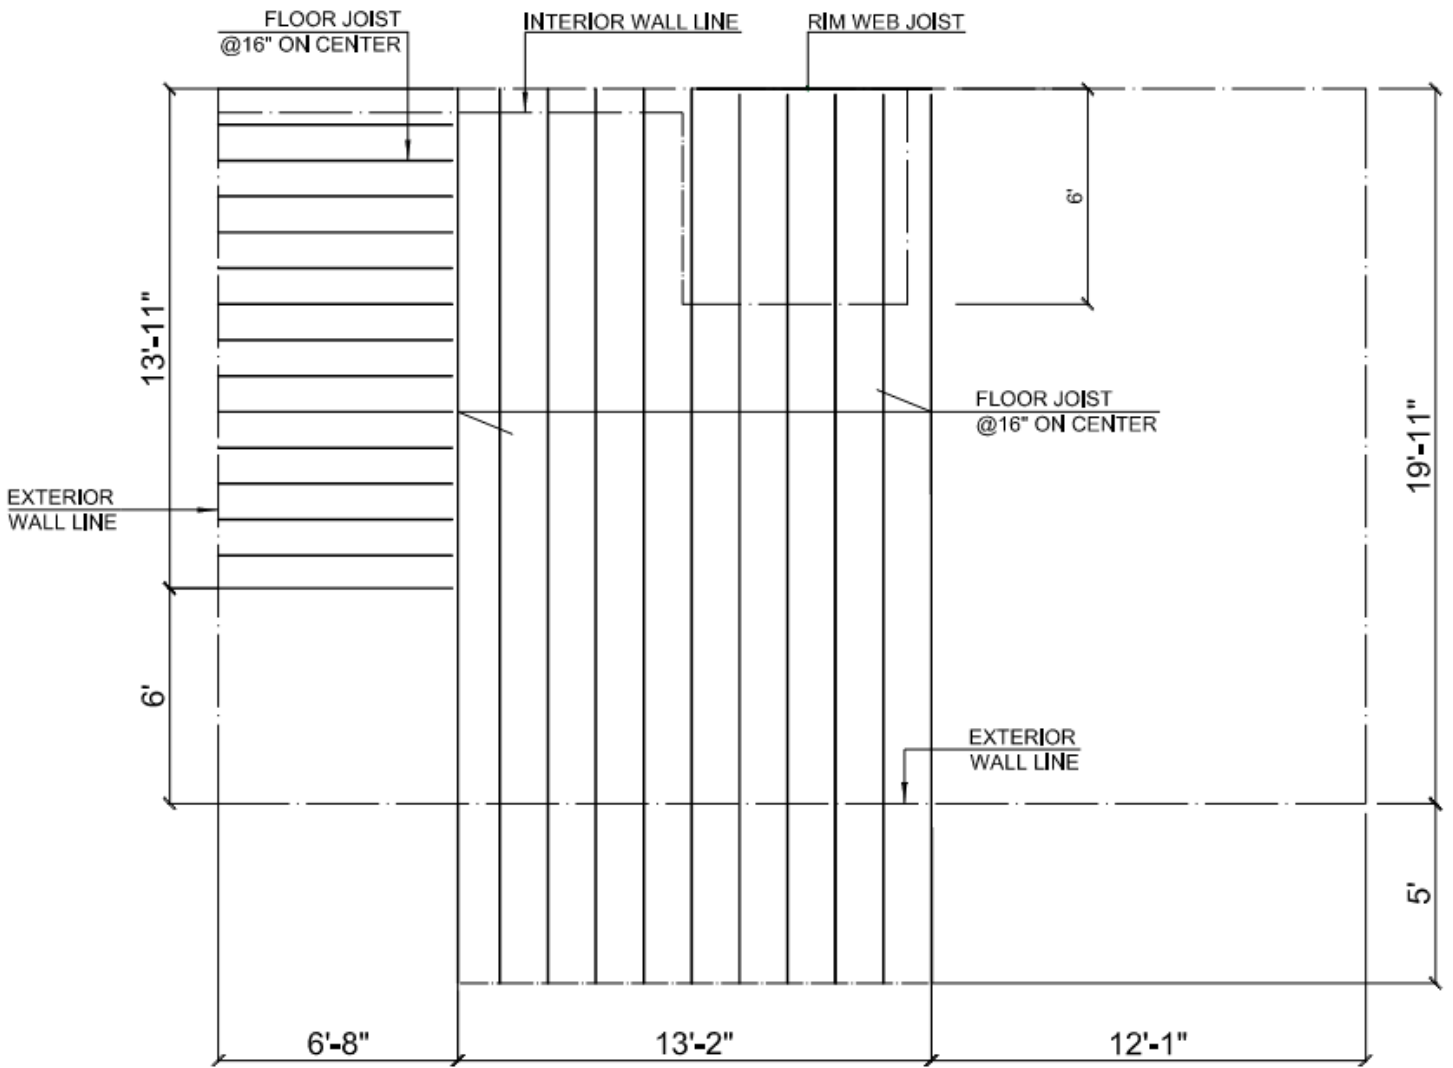 FLOOR JOIST
@16" ON CENTER
INTERIOR WALL LINE
RIM WEB JOIST
6'
13'-11"
FLOOR JOIST
@16" ON CENTER
19'-11"
EXTERIOR
WALL LINE
6'
EXTERIOR
WALL LINE
5'
6'-8"
13'-2"
12'-1"